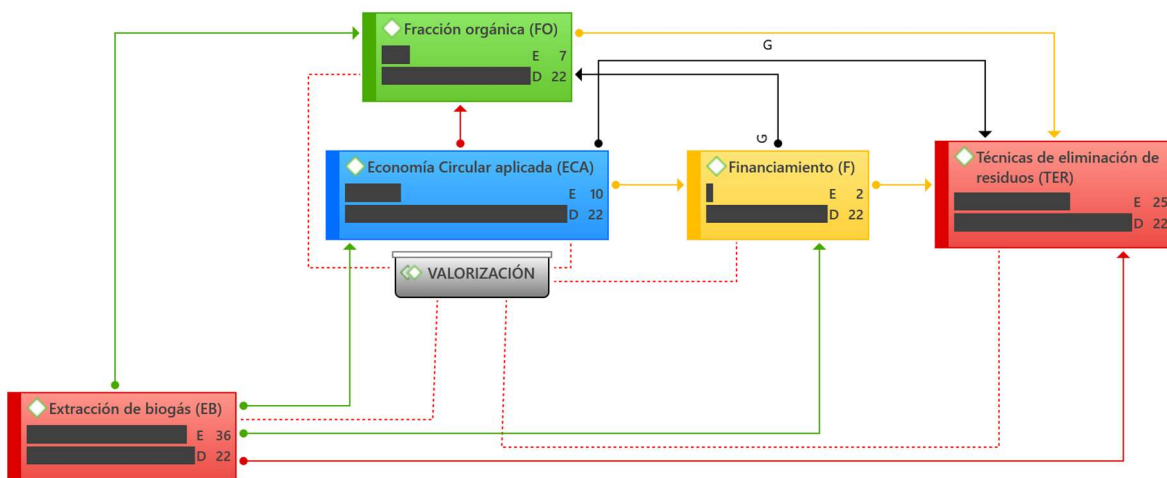 Fracción orgánica (FO)
E 7
D 22
G
G
Economía Circular aplicada (ECA)
E 10
D 22
Financiamiento (F)
E 2
D 22
Técnicas de eliminación de
residuos (TER)
E 25
D 22
VALORIZACIÓN
Extracción de biogás (EB)
E 36
D 22